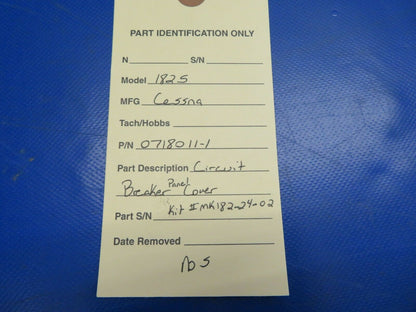 PART IDENTIFICATION ONLY
N S/N
Model 182S
MFG Cessna
Tach/Hobbs
P/N 0718011-1
Part Description Circuit
Breaker Panel Cover
Part S/N Kit # MK182-24-02
Date Removed
NS